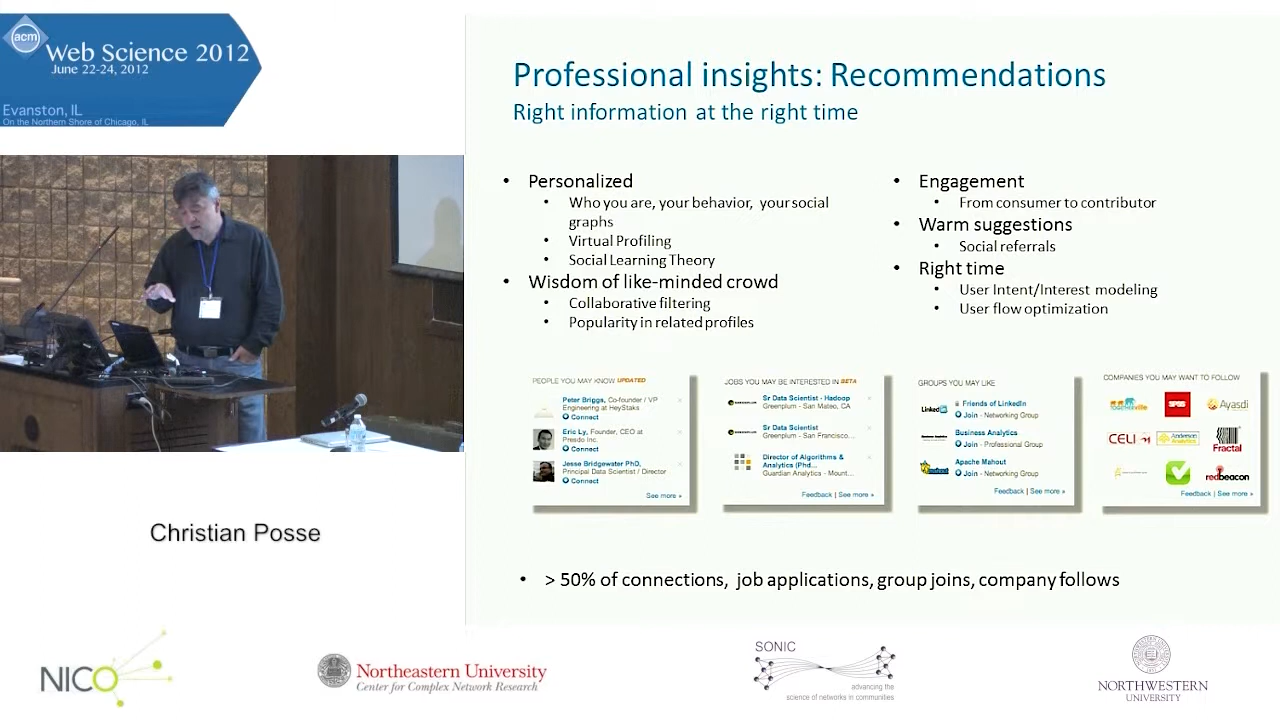 acm
Web Science 2012
June 22-24, 2012
Evanston, IL
On the Northern Shore of Chicago, IL
Professional insights: Recommendations
Right information at the right time
• Personalized
• Who you are, your behavior, your social
graphs
• Virtual Profiling
• Social Learning Theory
• Wisdom of like-minded crowd
• Collaborative filtering
• Popularity in related profiles
• Engagement
• From consumer to contributor
• Warm suggestions
• Social referrals
• Right time
• User Intent/Interest modeling
• User flow optimization
PEOPLE YOU MAY KNOW UPDATED
Peter Briggs, Co-founder / VP
Engineering at HeyStaks
Connect
Eric Ly, Founder, CEO at
Presdo Inc.
Connect
Jesse Bridgewater PhD,
Principal Data Scientist / Director
Connect
See more »
JOBS YOU MAY BE INTERESTED IN BETA
Sr Data Scientist - Hadoop
Greenplum - San Mateo, CA
Sr Data Scientist
Greenplum - San Francisco...
Director of Algorithms &
Analytics (Phd...
Guardian Analytics - Mount...
Feedback | See more »
GROUPS YOU MAY LIKE
Linked
Friends of LinkedIn
Join - Networking Group
Business Analytics
Business Analytics
Join - Professional Group
mahout
Apache Mahout
Join - Networking Group
Feedback | See more »
COMPANIES YOU MAY WANT TO FOLLOW
SPSS
Ayasdi
CELI
Anderson
Analytics
Fractal
redbeacon
Feedback | See more »
• > 50% of connections, job applications, group joins, company follows
Christian Posse
NICO
Northeastern University
Center for Complex Network Research
SONIC
advancing the
science of networks in communities
NORTHWESTERN
UNIVERSITY